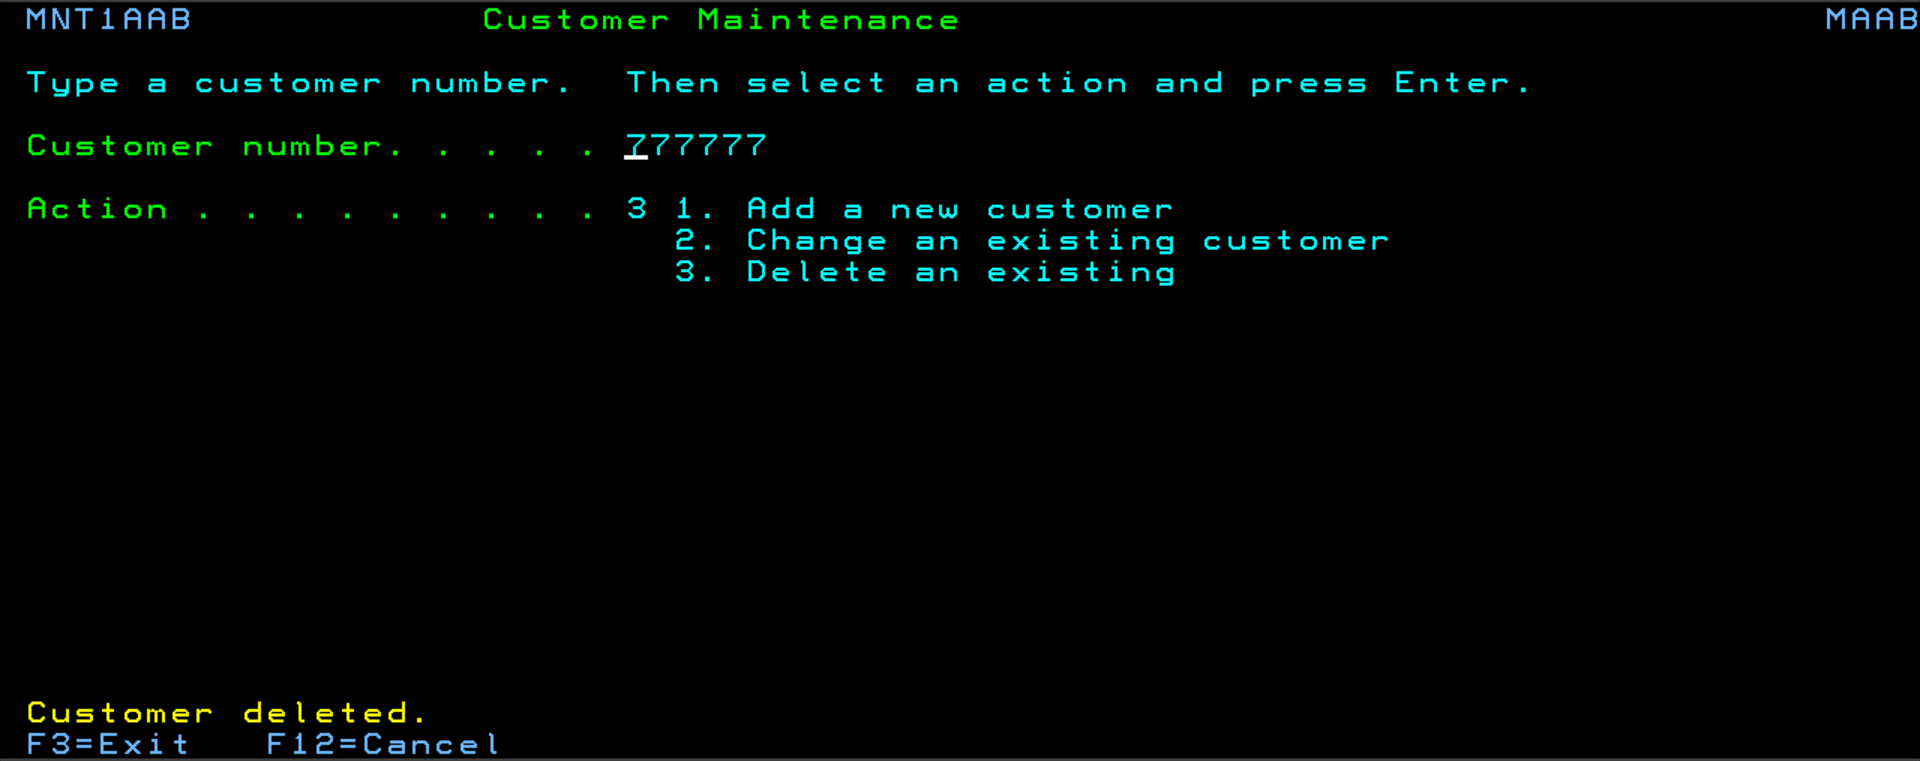 MNT1AAB Customer Maintenance MAAB
Type a customer number. Then select an action and press Enter.
Customer number. . . . . 777777
Action . . . . . . . . . 3 1. Add a new customer
2. Change an existing customer
3. Delete an existing
Customer deleted.
F3=Exit F12=Cancel